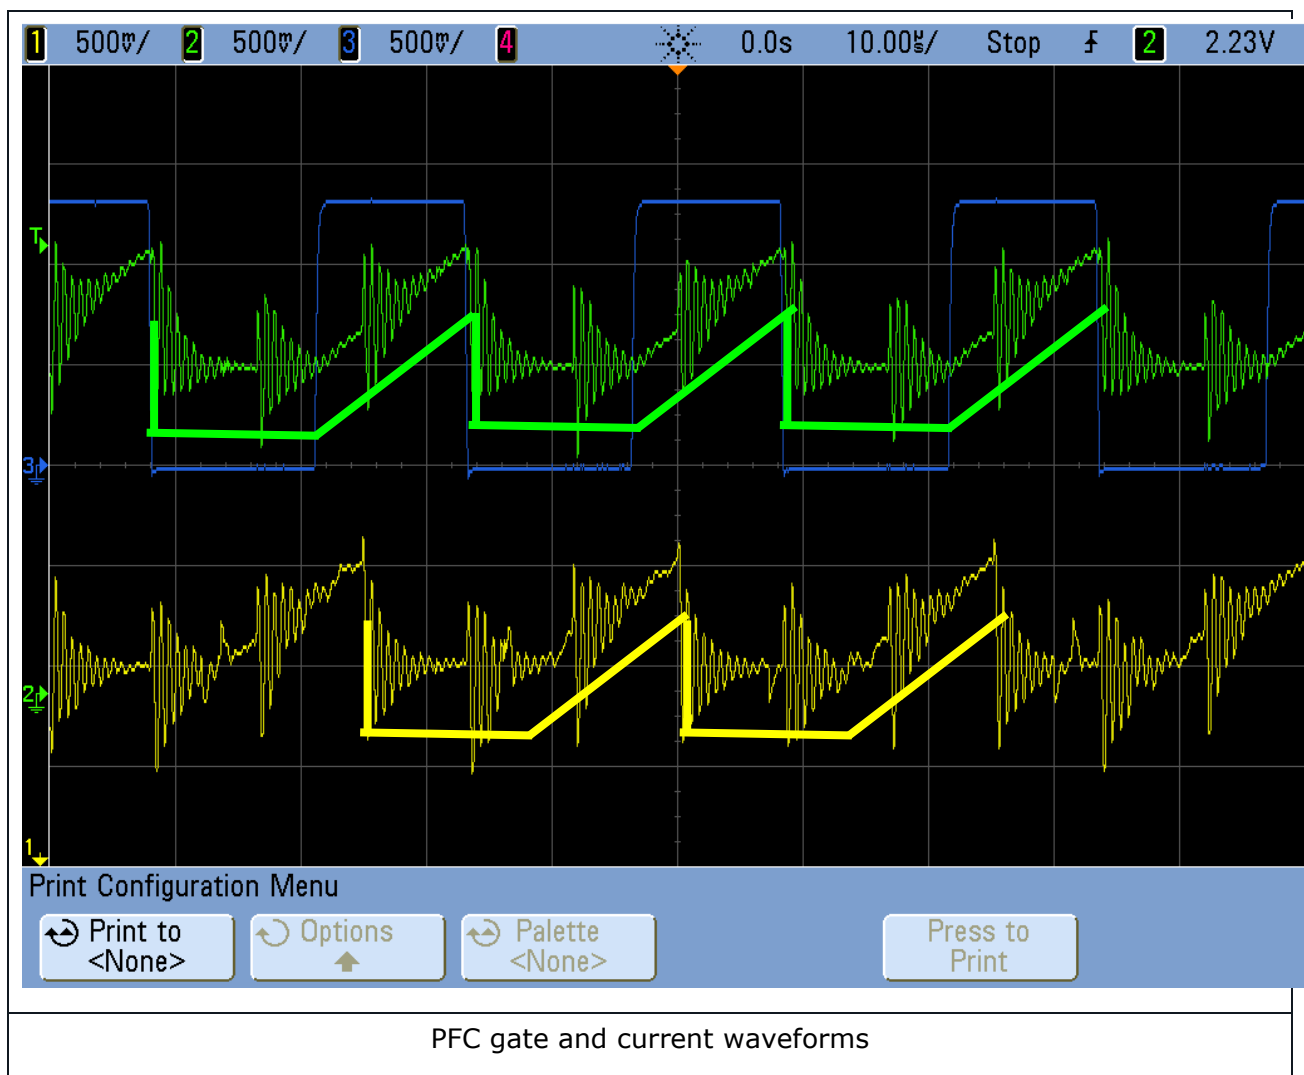 1 500mV/ 2 500mV/ 3 500mV/ 4 0.0s 10.00µs/ Stop 2 2.23V
T
3
2
1
Print Configuration Menu
Print to Options Palette Press to
<None> <None> Print
PFC gate and current waveforms